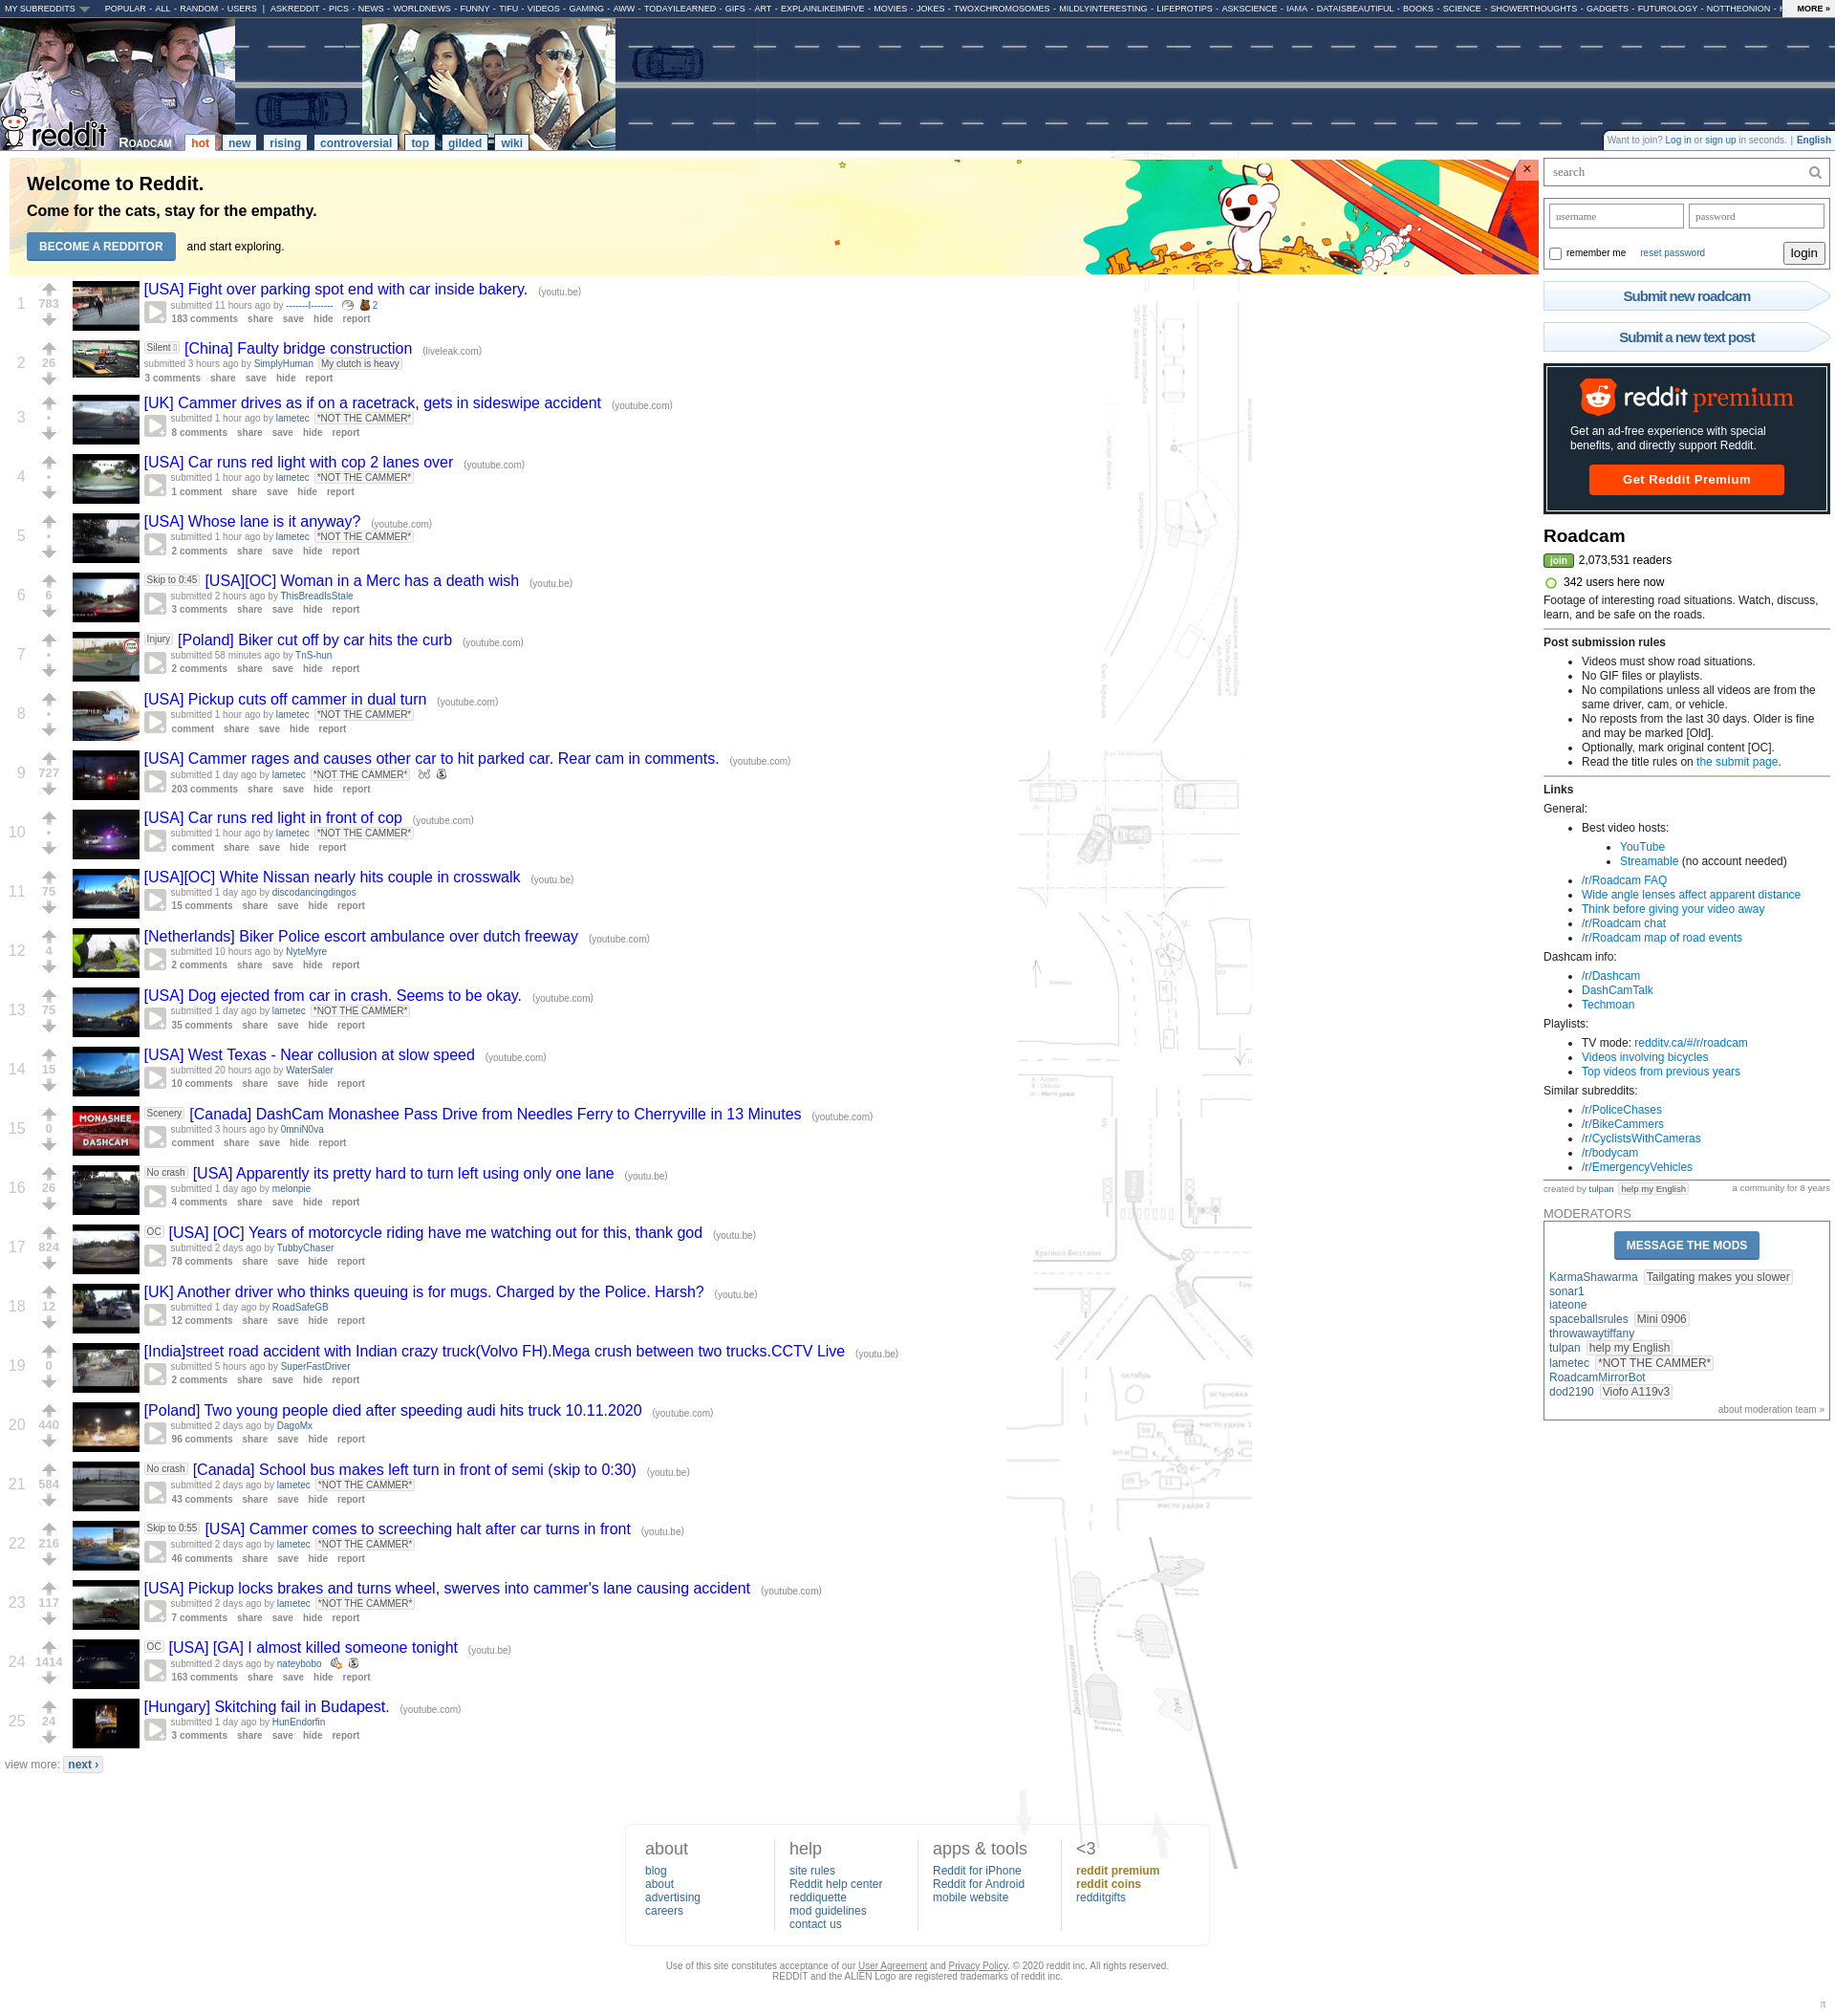 MY SUBREDDITS POPULAR - ALL - RANDOM - USERS | ASKREDDIT - PICS - NEWS - WORLDNEWS - FUNNY - TIFU - VIDEOS - GAMING - AWW - TODAYILEARNED - GIFS - ART - EXPLAINLIKEIMFIVE - MOVIES - JOKES - TWOXCHROMOSOMES - MILDLYINTERESTING - LIFEPROTIPS - ASKSCIENCE - IAMA - DATAISBEAUTIFUL - BOOKS - SCIENCE - SHOWERTHOUGHTS - GADGETS - FUTUROLOGY - NOTTHEONION - MORE »
reddit ROADCAM hot new rising controversial top gilded wiki
Want to join? Log in or sign up in seconds. | English
Welcome to Reddit.
Come for the cats, stay for the empathy.
BECOME A REDDITOR and start exploring.
×
1
783
[USA] Fight over parking spot end with car inside bakery. (youtu.be)
submitted 11 hours ago by -------I------- 2
183 comments share save hide report
2
26
Silent [China] Faulty bridge construction (liveleak.com)
submitted 3 hours ago by SimplyHuman My clutch is heavy
3 comments share save hide report
3
•
[UK] Cammer drives as if on a racetrack, gets in sideswipe accident (youtube.com)
submitted 1 hour ago by lametec *NOT THE CAMMER*
8 comments share save hide report
4
•
[USA] Car runs red light with cop 2 lanes over (youtube.com)
submitted 1 hour ago by lametec *NOT THE CAMMER*
1 comment share save hide report
5
•
[USA] Whose lane is it anyway? (youtube.com)
submitted 1 hour ago by lametec *NOT THE CAMMER*
2 comments share save hide report
6
6
Skip to 0:45 [USA][OC] Woman in a Merc has a death wish (youtu.be)
submitted 2 hours ago by ThisBreadIsStale
3 comments share save hide report
7
•
Injury [Poland] Biker cut off by car hits the curb (youtube.com)
submitted 58 minutes ago by TnS-hun
2 comments share save hide report
8
•
[USA] Pickup cuts off cammer in dual turn (youtube.com)
submitted 1 hour ago by lametec *NOT THE CAMMER*
comment share save hide report
9
727
[USA] Cammer rages and causes other car to hit parked car. Rear cam in comments. (youtube.com)
submitted 1 day ago by lametec *NOT THE CAMMER*
203 comments share save hide report
10
•
[USA] Car runs red light in front of cop (youtube.com)
submitted 1 hour ago by lametec *NOT THE CAMMER*
comment share save hide report
11
75
[USA][OC] White Nissan nearly hits couple in crosswalk (youtu.be)
submitted 1 day ago by discodancingdingos
15 comments share save hide report
12
4
[Netherlands] Biker Police escort ambulance over dutch freeway (youtube.com)
submitted 10 hours ago by NyteMyre
2 comments share save hide report
13
75
[USA] Dog ejected from car in crash. Seems to be okay. (youtube.com)
submitted 1 day ago by lametec *NOT THE CAMMER*
35 comments share save hide report
14
15
[USA] West Texas - Near collusion at slow speed (youtube.com)
submitted 20 hours ago by WaterSaler
10 comments share save hide report
15
0
MONASHEE
DASHCAM
Scenery [Canada] DashCam Monashee Pass Drive from Needles Ferry to Cherryville in 13 Minutes (youtube.com)
submitted 3 hours ago by 0mniN0va
comment share save hide report
16
26
No crash [USA] Apparently its pretty hard to turn left using only one lane (youtu.be)
submitted 1 day ago by melonpie
4 comments share save hide report
17
824
OC [USA] [OC] Years of motorcycle riding have me watching out for this, thank god (youtu.be)
submitted 2 days ago by TubbyChaser
78 comments share save hide report
18
12
[UK] Another driver who thinks queuing is for mugs. Charged by the Police. Harsh? (youtu.be)
submitted 1 day ago by RoadSafeGB
12 comments share save hide report
19
0
[India]street road accident with Indian crazy truck(Volvo FH).Mega crush between two trucks.CCTV Live (youtu.be)
submitted 5 hours ago by SuperFastDriver
2 comments share save hide report
20
440
[Poland] Two young people died after speeding audi hits truck 10.11.2020 (youtube.com)
submitted 2 days ago by DagoMx
96 comments share save hide report
21
584
No crash [Canada] School bus makes left turn in front of semi (skip to 0:30) (youtu.be)
submitted 2 days ago by lametec *NOT THE CAMMER*
43 comments share save hide report
22
216
Skip to 0:55 [USA] Cammer comes to screeching halt after car turns in front (youtu.be)
submitted 2 days ago by lametec *NOT THE CAMMER*
46 comments share save hide report
23
117
[USA] Pickup locks brakes and turns wheel, swerves into cammer's lane causing accident (youtube.com)
submitted 2 days ago by lametec *NOT THE CAMMER*
7 comments share save hide report
24
1414
OC [USA] [GA] I almost killed someone tonight (youtu.be)
submitted 2 days ago by nateybobo
163 comments share save hide report
25
24
[Hungary] Skitching fail in Budapest. (youtube.com)
submitted 1 day ago by HunEndorfin
3 comments share save hide report
view more: next ›
Красного Восстания
октябрь
остановка
место удара 2
search
username password
remember me reset password login
Submit new roadcam
Submit a new text post
reddit premium
Get an ad-free experience with special
benefits, and directly support Reddit.
Get Reddit Premium
Roadcam
join 2,073,531 readers
342 users here now
Footage of interesting road situations. Watch, discuss,
learn, and be safe on the roads.
Post submission rules
• Videos must show road situations.
• No GIF files or playlists.
• No compilations unless all videos are from the
same driver, cam, or vehicle.
• No reposts from the last 30 days. Older is fine
and may be marked [Old].
• Optionally, mark original content [OC].
• Read the title rules on the submit page.
Links
General:
• Best video hosts:
• YouTube
• Streamable (no account needed)
• /r/Roadcam FAQ
• Wide angle lenses affect apparent distance
• Think before giving your video away
• /r/Roadcam chat
• /r/Roadcam map of road events
Dashcam info:
• /r/Dashcam
• DashCamTalk
• Techmoan
Playlists:
• TV mode: redditv.ca/#/r/roadcam
• Videos involving bicycles
• Top videos from previous years
Similar subreddits:
• /r/PoliceChases
• /r/BikeCammers
• /r/CyclistsWithCameras
• /r/bodycam
• /r/EmergencyVehicles
created by tulpan help my English a community for 8 years
MODERATORS
MESSAGE THE MODS
KarmaShawarma Tailgating makes you slower
sonar1
iateone
spaceballsrules Mini 0906
throwawaytiffany
tulpan help my English
lametec *NOT THE CAMMER*
RoadcamMirrorBot
dod2190 Viofo A119v3
about moderation team »
about
blog
about
advertising
careers
help
site rules
Reddit help center
reddiquette
mod guidelines
contact us
apps & tools
Reddit for iPhone
Reddit for Android
mobile website
<3
reddit premium
reddit coins
redditgifts
Use of this site constitutes acceptance of our User Agreement and Privacy Policy. © 2020 reddit inc. All rights reserved.
REDDIT and the ALIEN Logo are registered trademarks of reddit inc.
π